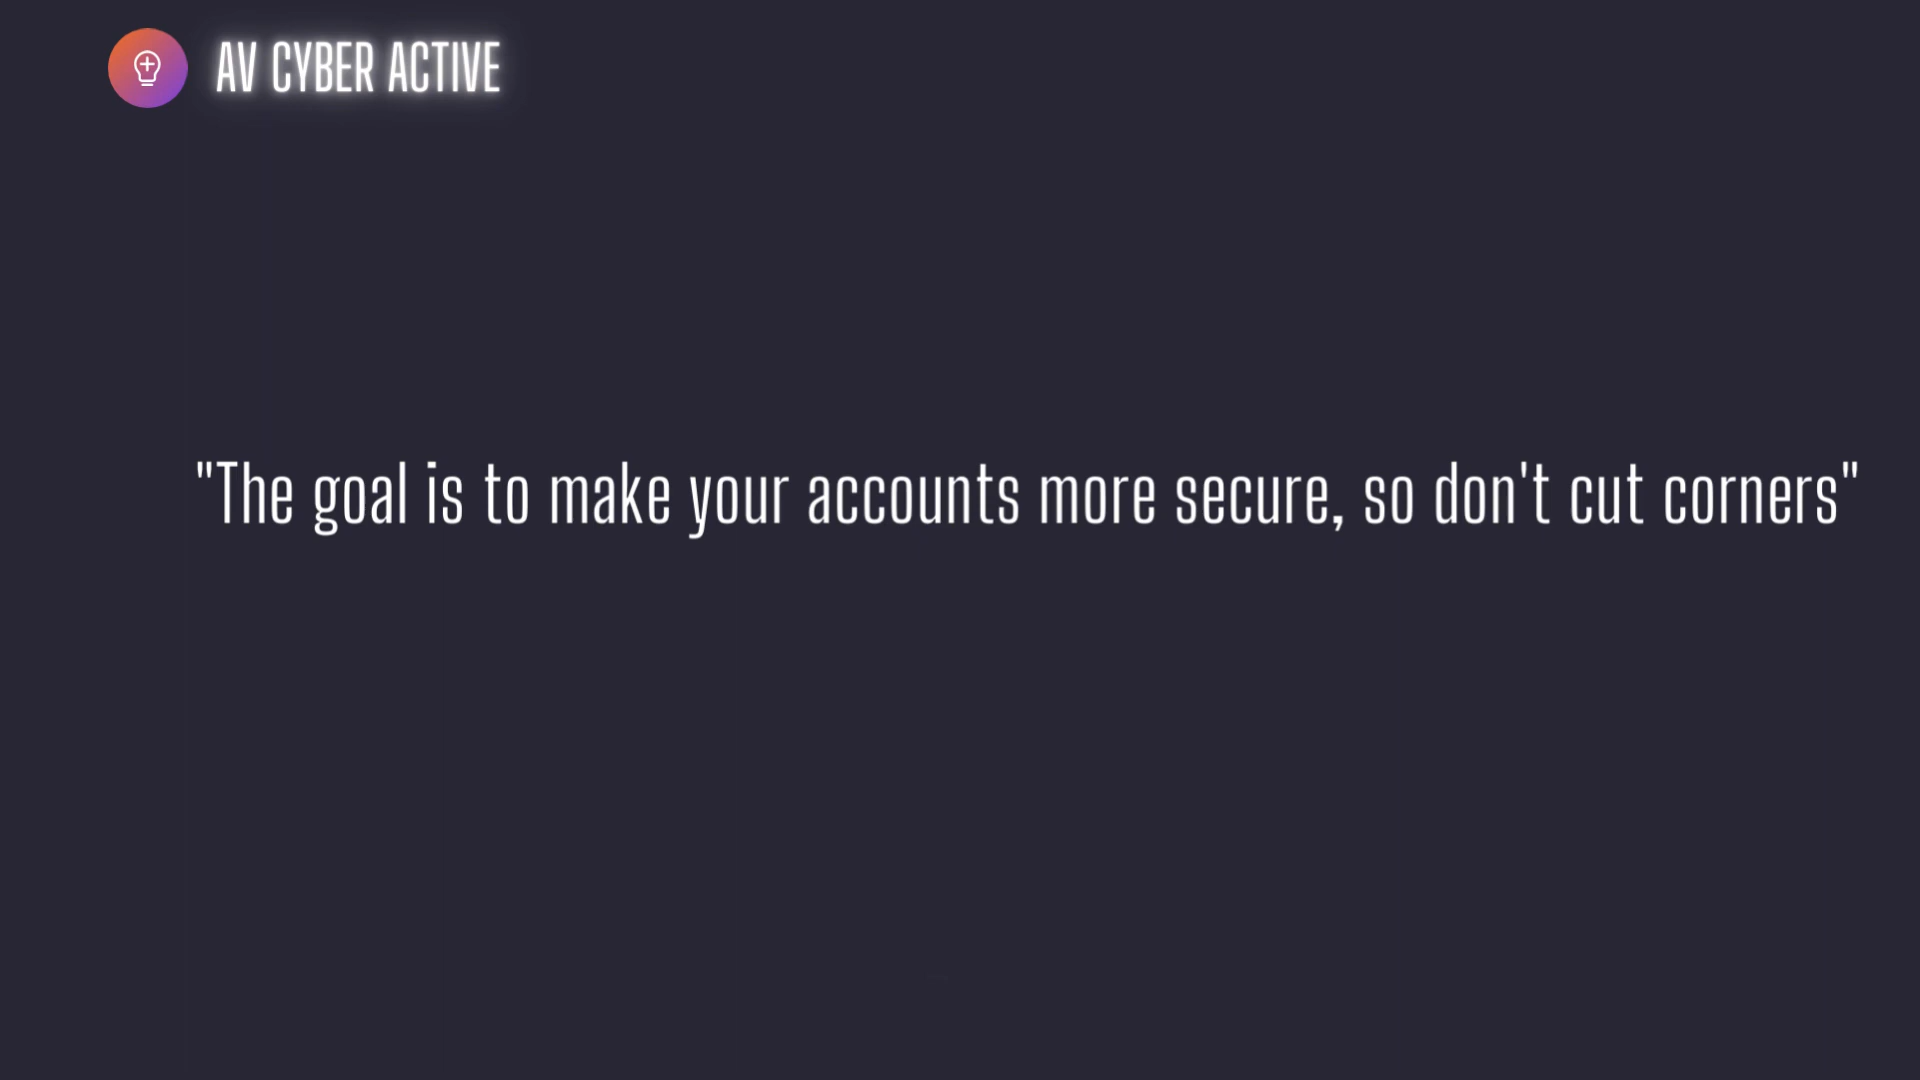 AV CYBER ACTIVE
"The goal is to make your accounts more secure, so don't cut corners"